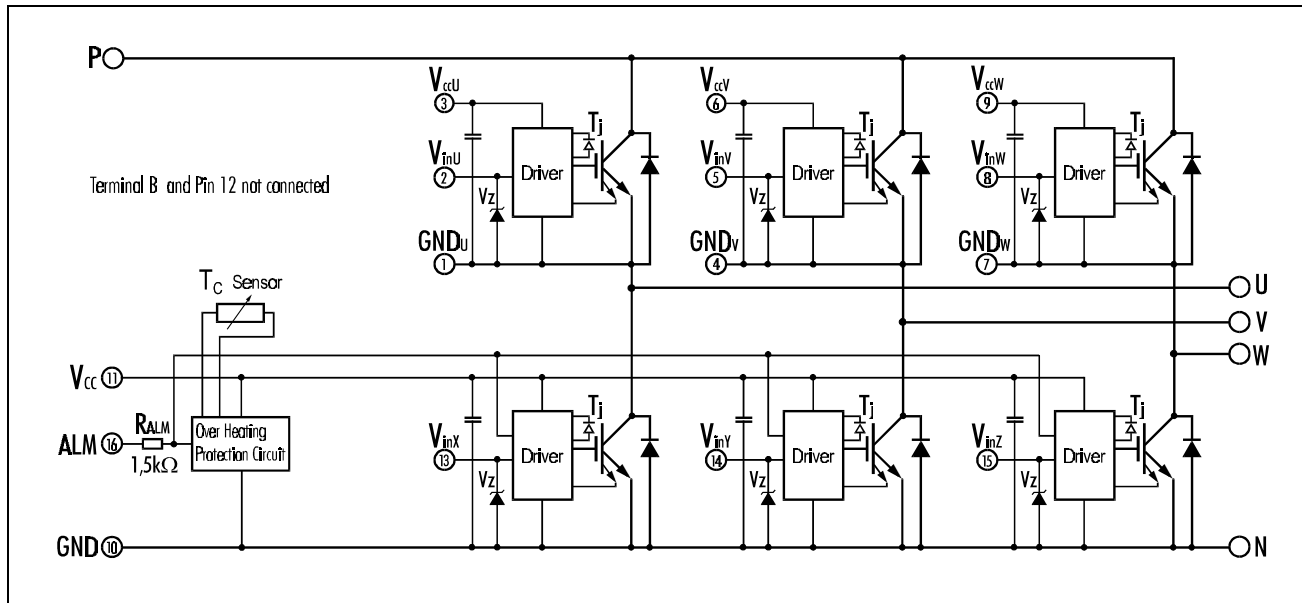 P
VccU
3
VccV
6
VccW
9
Tj
Tj
Tj
VinU
2
VinV
5
VinW
8
Driver
Driver
Driver
Vz
Vz
Vz
Terminal B and Pin 12 not connected
GNDU
1
GNDV
4
GNDW
7
TC Sensor
U
V
W
Vcc
11
Tj
Tj
Tj
RALM
ALM
16
1,5kΩ
Over Heating
Protection Circuit
VinX
13
VinY
14
VinZ
15
Driver
Driver
Driver
Vz
Vz
Vz
GND
10
N